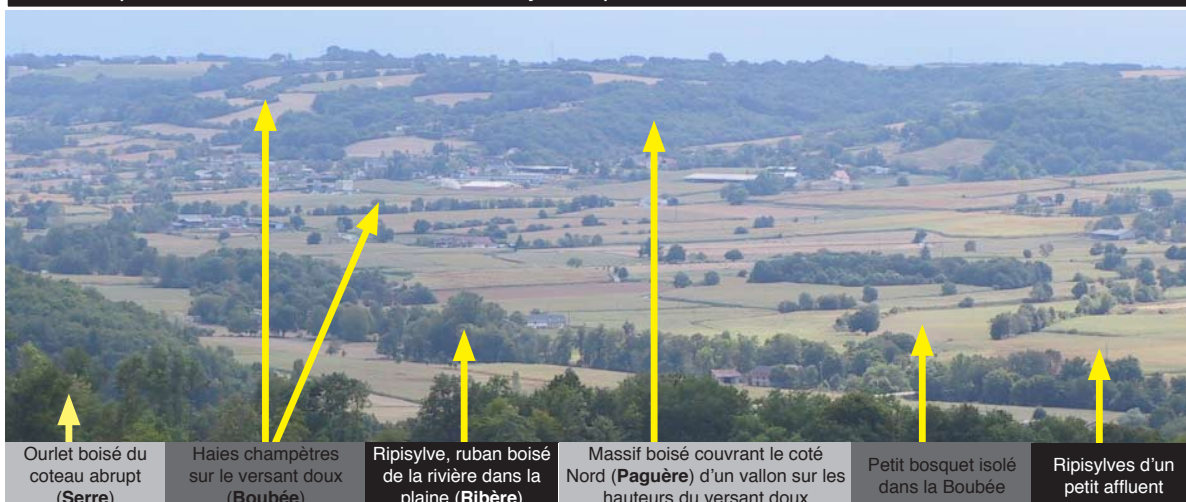 Ourlet boisé du
coteau abrupt
(Serre)
Haies champètres
sur le versant doux
(Boubée)
Ripisylve, ruban boisé
de la rivière dans la
plaine (Ribère)
Massif boisé couvrant le coté
Nord (Paguère) d'un vallon sur les
hauteurs du versant doux
Petit bosquet isolé
dans la Boubée
Ripisylves d'un
petit affluent